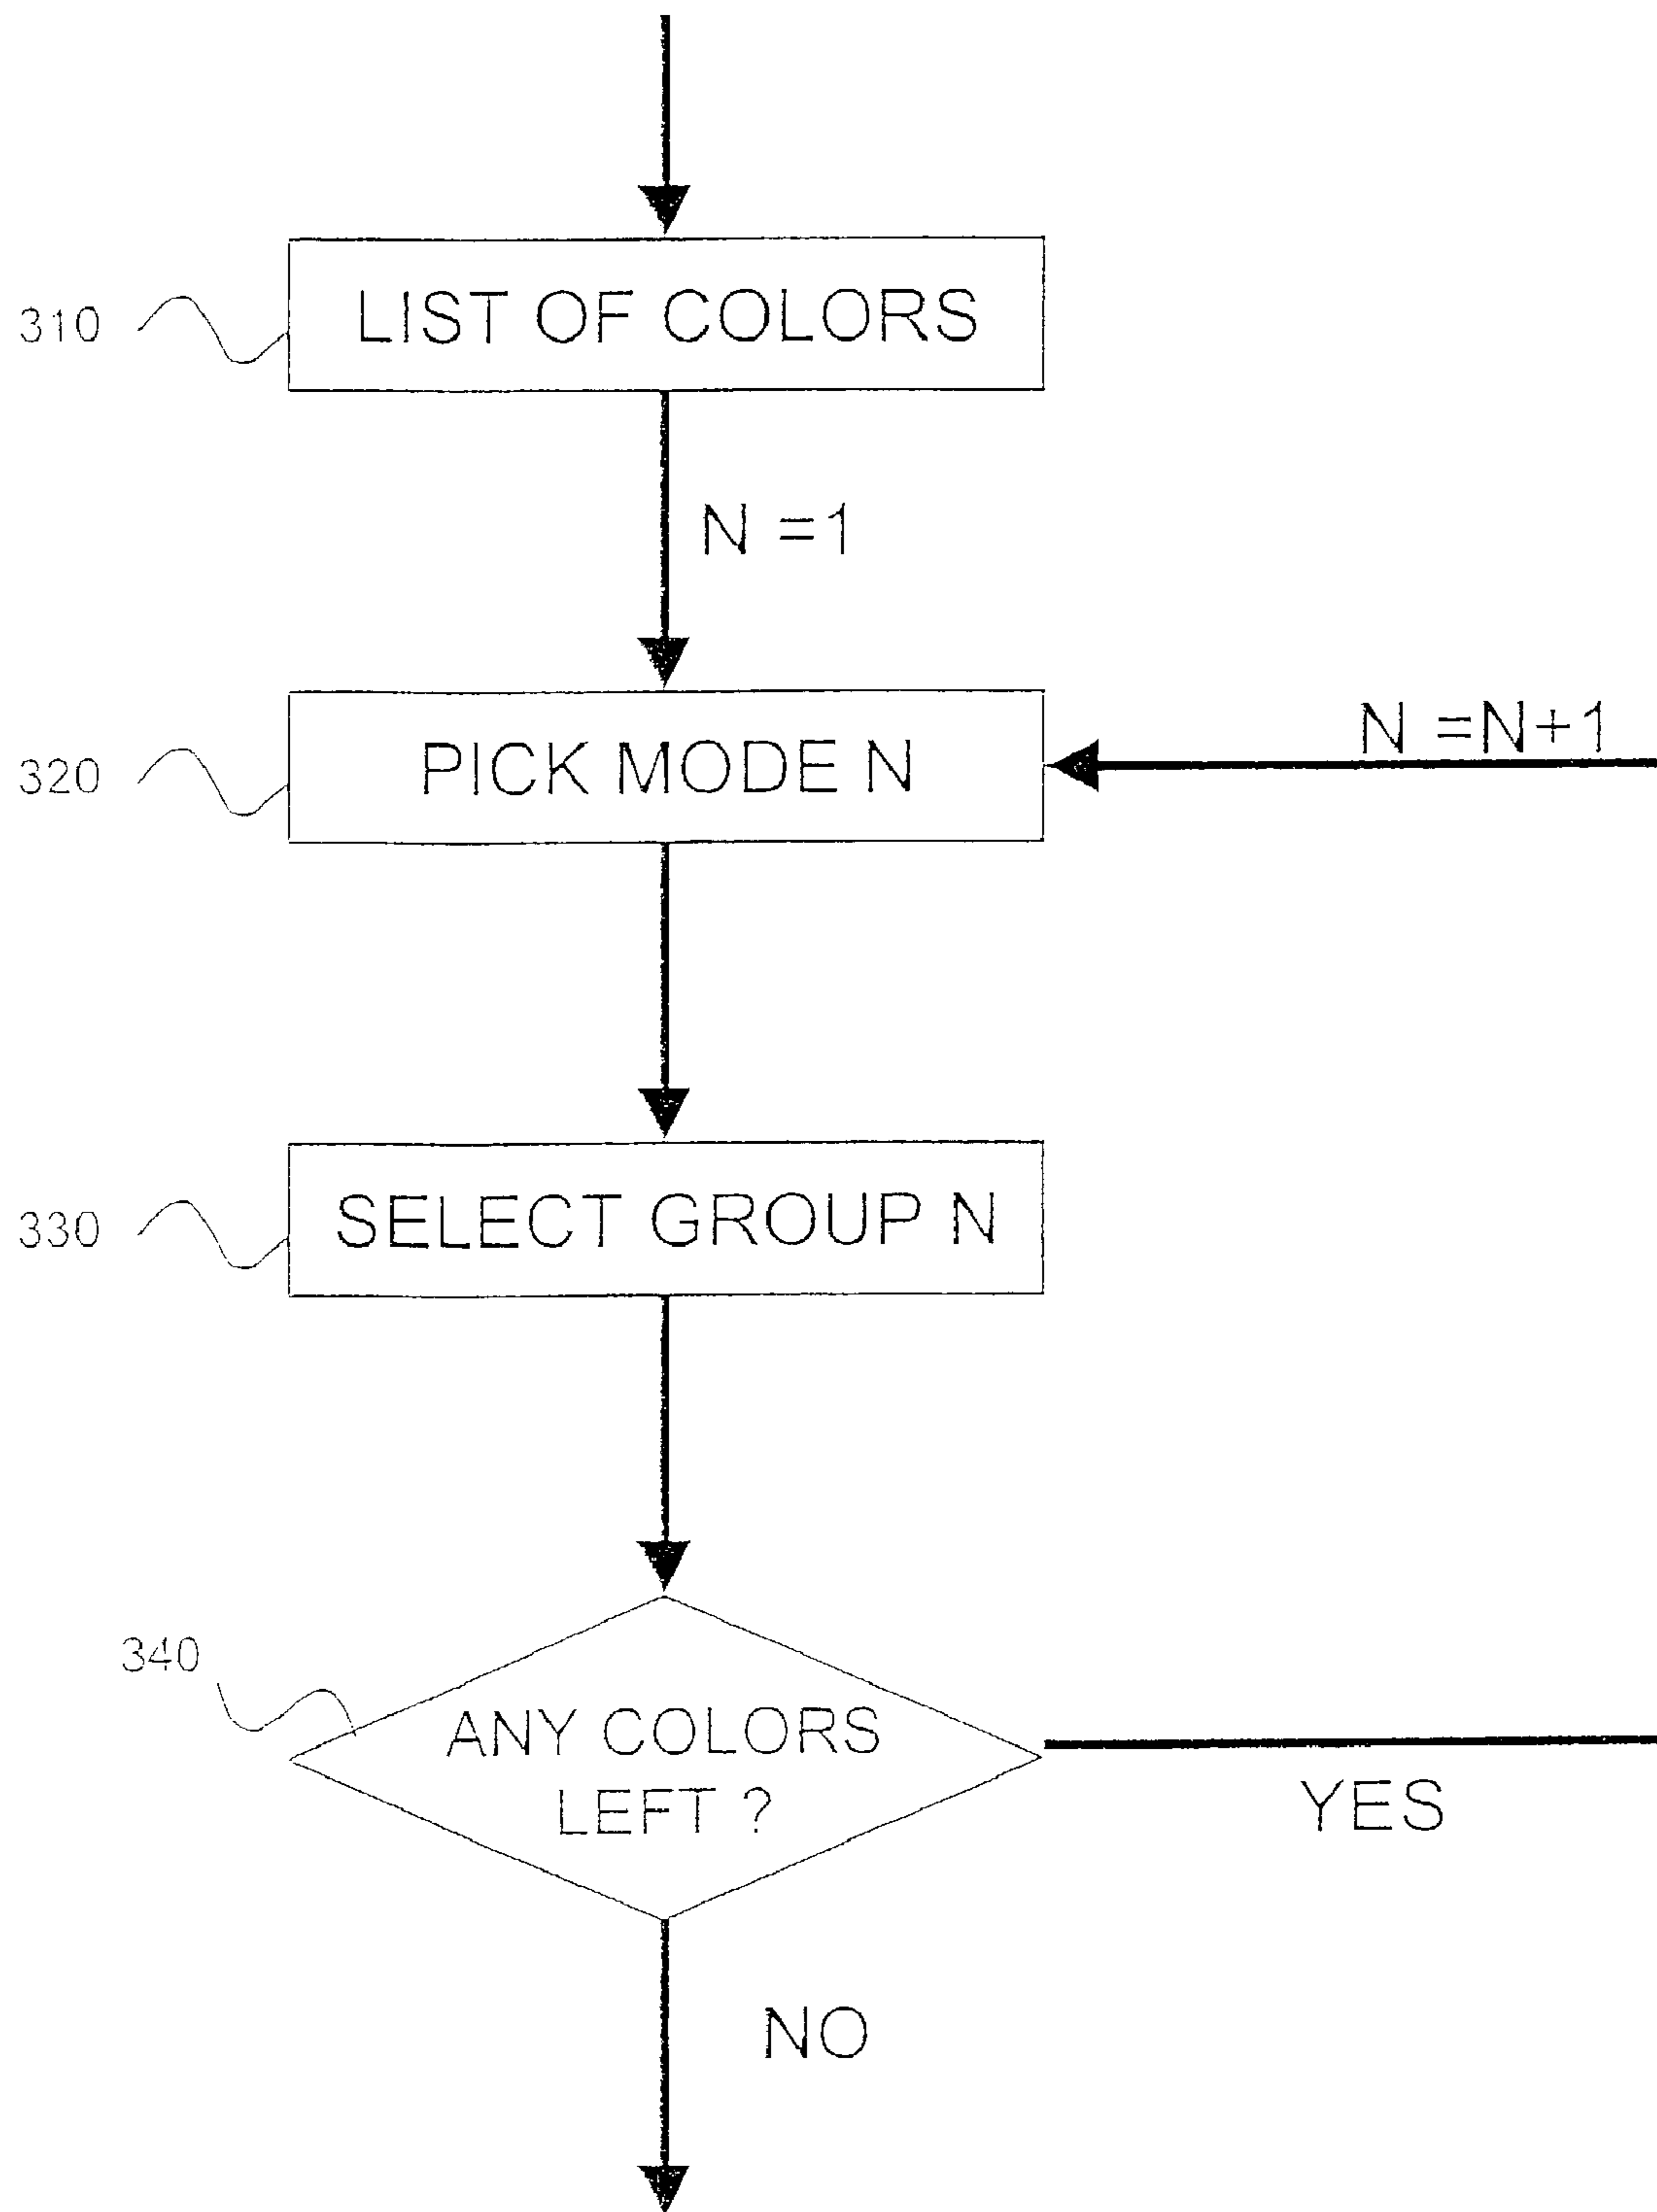 310
LIST OF COLORS
N =1
320
PICK MODE N
N =N+1
330
SELECT GROUP N
340
ANY COLORS
LEFT ?
YES
NO